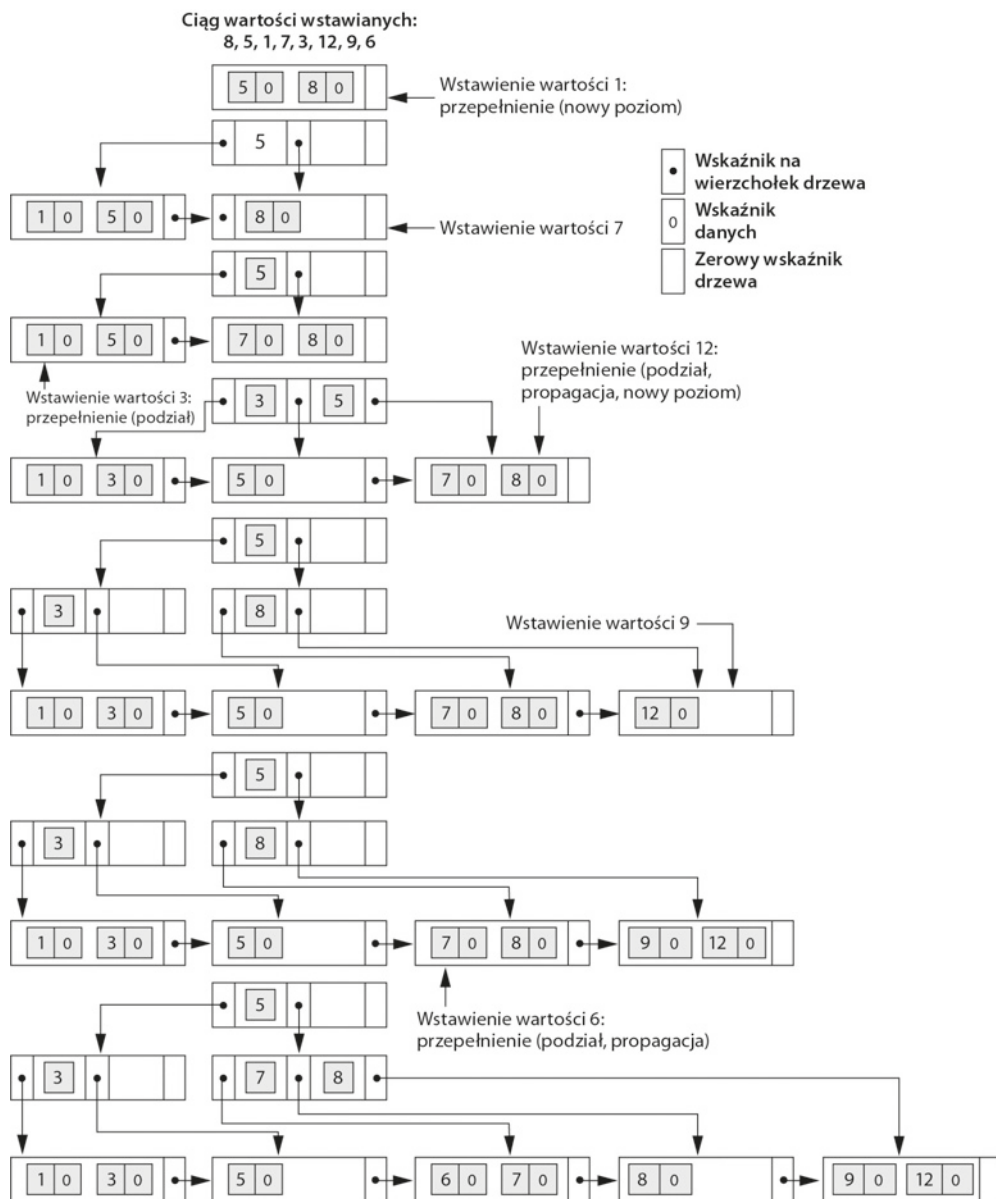 Ciąg wartości wstawianych:
8, 5, 1, 7, 3, 12, 9, 6
5 0 8 0
Wstawienie wartości 1:
przepełnienie (nowy poziom)
5
1 0 5 0 8 0
Wstawienie wartości 7
Wskaźnik na
wierzchołek drzewa
0 Wskaźnik
danych
Zerowy wskaźnik
drzewa
5
1 0 5 0 7 0 8 0
Wstawienie wartości 3:
przepełnienie (podział)
Wstawienie wartości 12:
przepełnienie (podział,
propagacja, nowy poziom)
3 5
1 0 3 0 5 0 7 0 8 0
5
3 8
Wstawienie wartości 9
1 0 3 0 5 0 7 0 8 0 12 0
5
3 8
1 0 3 0 5 0 7 0 8 0 9 0 12 0
5
Wstawienie wartości 6:
przepełnienie (podział, propagacja)
3 7 8
1 0 3 0 5 0 6 0 7 0 8 0 9 0 12 0